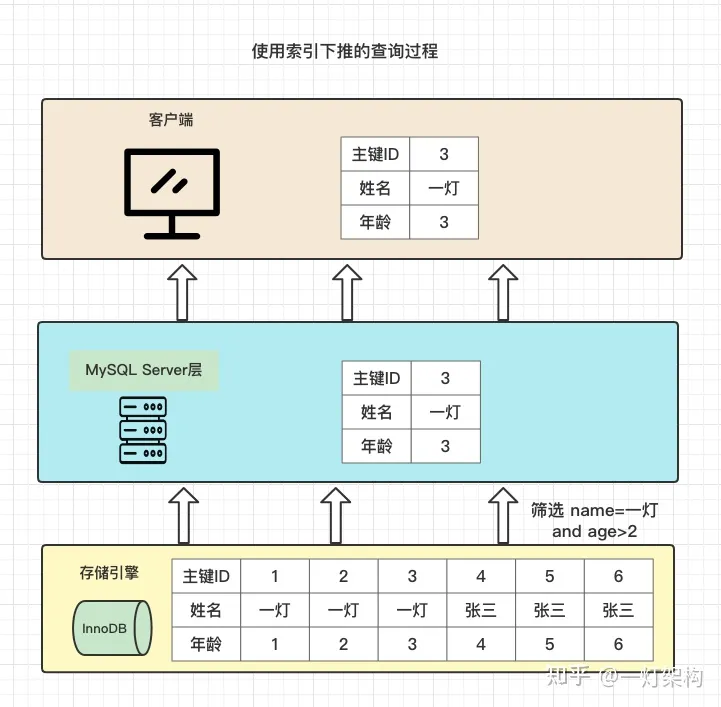 使用索引下推的查询过程
客户端
主键ID 3
姓名 一灯
年龄 3
MySQL Server层
主键ID 3
姓名 一灯
年龄 3
筛选 name=一灯
and age>2
存储引擎
InnoDB
主键ID 1 2 3 4 5 6
姓名 一灯 一灯 一灯 张三 张三 张三
年龄 1 2 3 4 5 6
知乎 @一灯架构